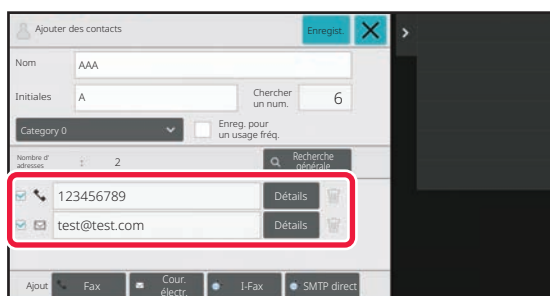 Ajouter des contacts
Enregist.
Nom
AAA
Initiales
A
Chercher
un num.
6
Category 0
Enreg. pour
un usage fréq.
Nombre d'
adresses
:
2
Recherche
générale
123456789
Détails
test@test.com
Détails
Ajout
Fax
Cour.
électr.
I-Fax
SMTP direct